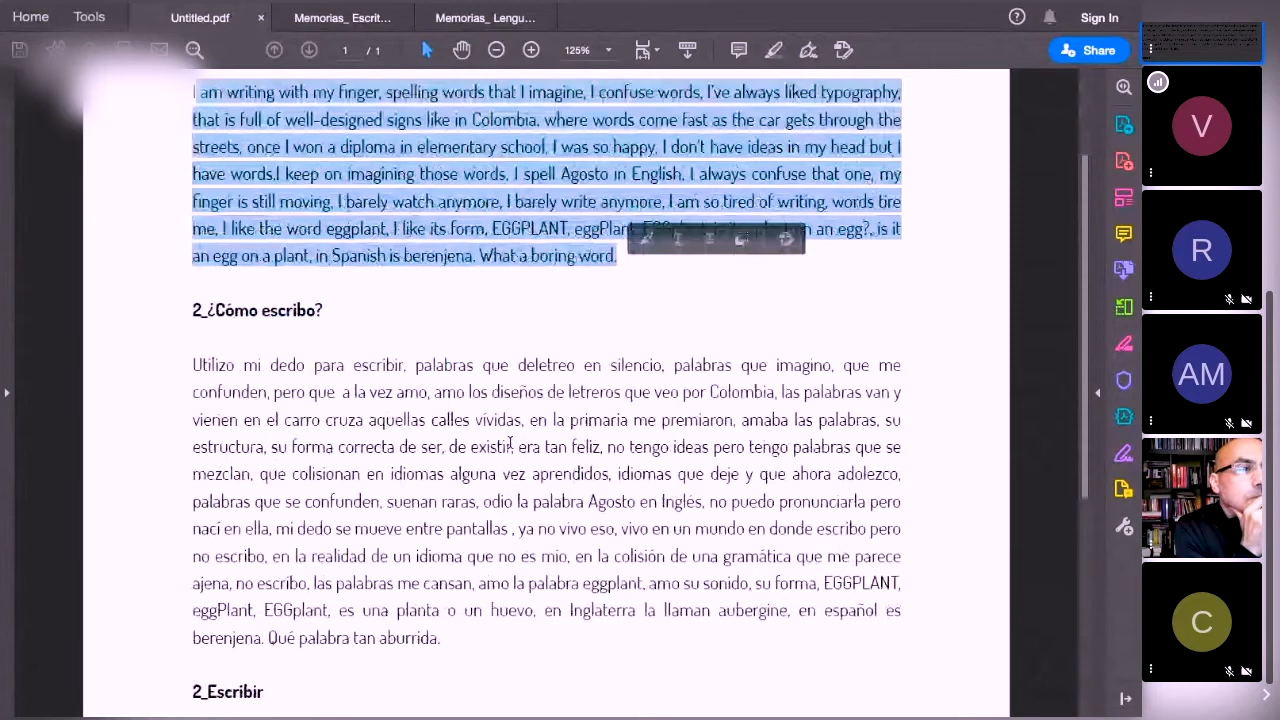 Home Tools Untitled.pdf × Memorias_ Escrit... Memorias_ Lengu... Sign In
1 / 1 125% Share
I am writing with my finger, spelling words that I imagine, I confuse words, I've always liked typography,
that is full of well-designed signs like in Colombia, where words come fast as the car gets through the
streets, once I won a diploma in elementary school, I was so happy, I don't have ideas in my head but I
have words.I keep on imagining those words, I spell Agosto in English, I always confuse that one, my
finger is still moving, I barely watch anymore, I barely write anymore, I am so tired of writing, words tire
me, I like the word eggplant, I like its form, EGGPLANT, eggPlant, an egg?, is it
an egg on a plant, in Spanish is berenjena. What a boring word.
2_¿Cómo escribo?
Utilizo mi dedo para escribir, palabras que deletreo en silencio, palabras que imagino, que me
confunden, pero que a la vez amo, amo los diseños de letreros que veo por Colombia, las palabras van y
vienen en el carro cruza aquellas calles vividas, en la primaria me premiaron, amaba las palabras, su
estructura, su forma correcta de ser, de existir, era tan feliz, no tengo ideas pero tengo palabras que se
mezclan, que colisionan en idiomas alguna vez aprendidos, idiomas que deje y que ahora adolezco,
palabras que se confunden, suenan raras, odio la palabra Agosto en Inglés, no puedo pronunciarla pero
nací en ella, mi dedo se mueve entre pantallas , ya no vivo eso, vivo en un mundo en donde escribo pero
no escribo, en la realidad de un idioma que no es mío, en la colisión de una gramática que me parece
ajena, no escribo, las palabras me cansan, amo la palabra eggplant, amo su sonido, su forma, EGGPLANT,
eggPlant, EGGplant, es una planta o un huevo, en Inglaterra la llaman aubergine, en español es
berenjena. Qué palabra tan aburrida.
2_Escribir
V
R
AM
C